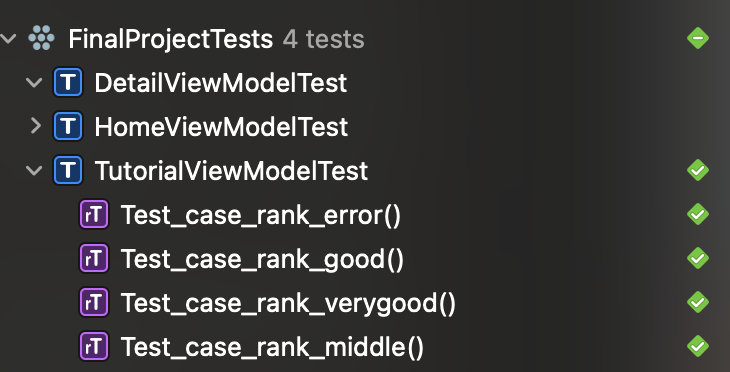 FinalProjectTests 4 tests
T DetailViewModelTest
T HomeViewModelTest
T TutorialViewModelTest
rT Test_case_rank_error()
rT Test_case_rank_good()
rT Test_case_rank_verygood()
rT Test_case_rank_middle()